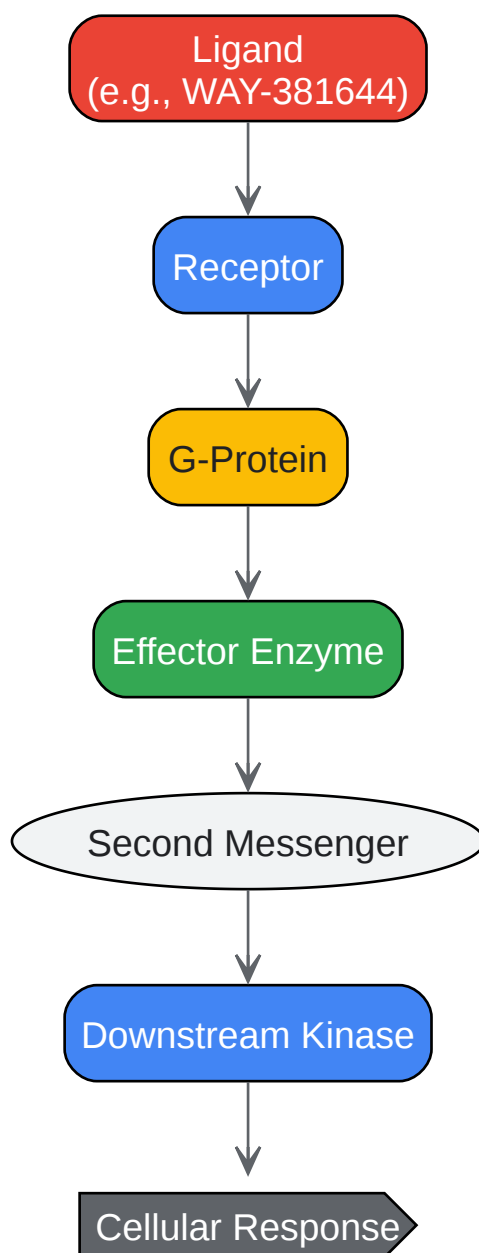 Ligand
(e.g., WAY-381644)
Receptor
G-Protein
Effector Enzyme
Second Messenger
Downstream Kinase
Cellular Response